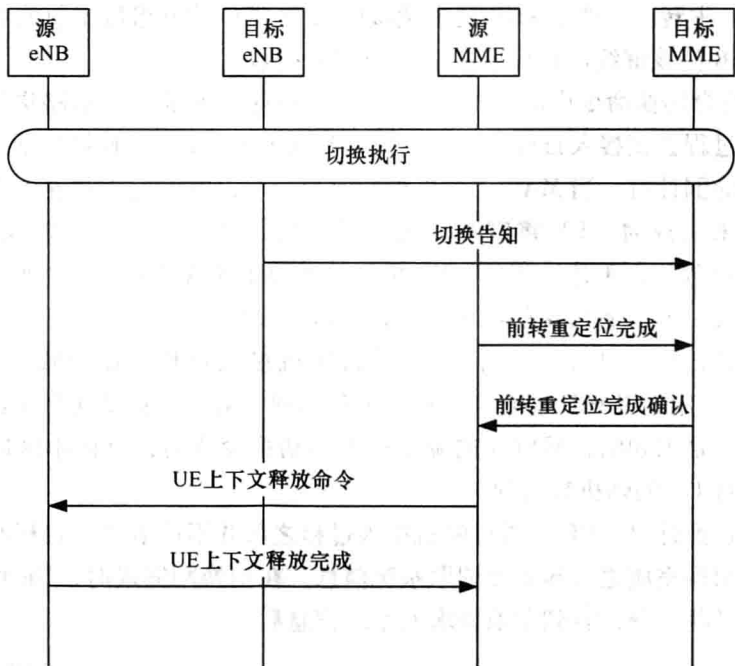 源
eNB
目标
eNB
源
MME
目标
MME
切换执行
切换告知
前转重定位完成
前转重定位完成确认
UE上下文释放命令
UE上下文释放完成